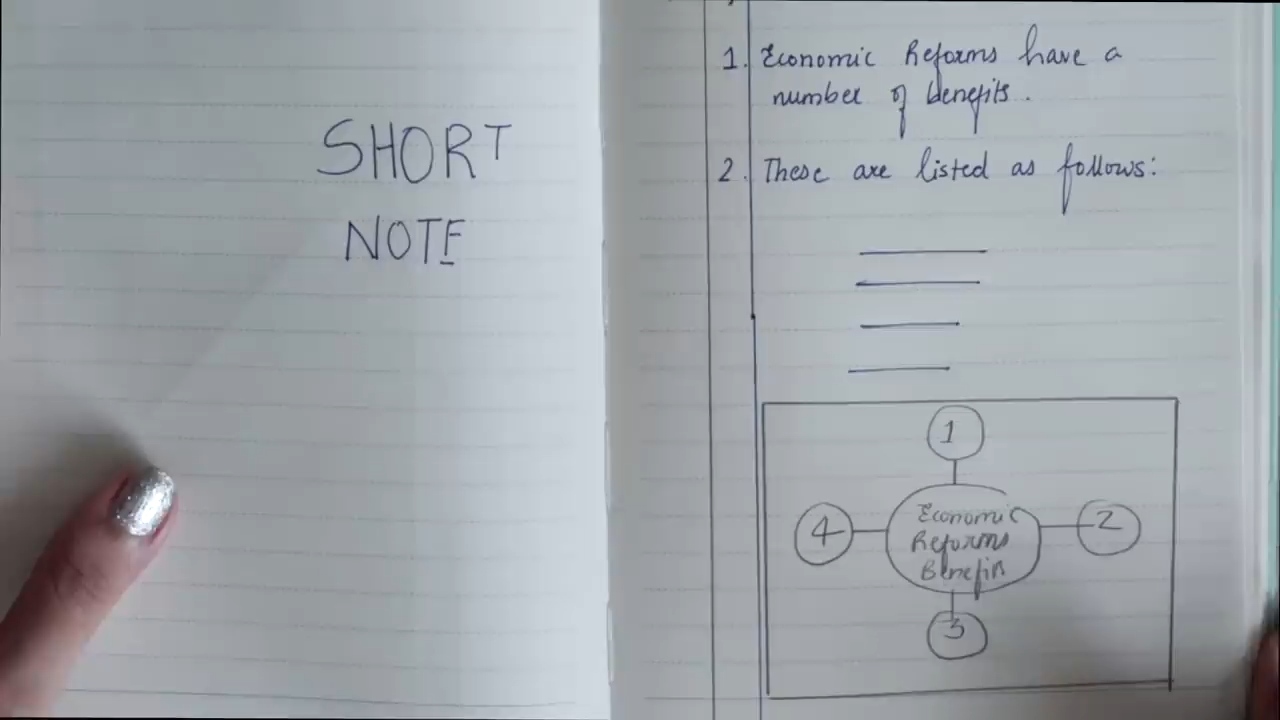 SHORT
NOTE
1. Economic Reforms have a
number of benefits.
2. These are listed as follows:
1
4
Economic
Reforms
Benefits
2
3